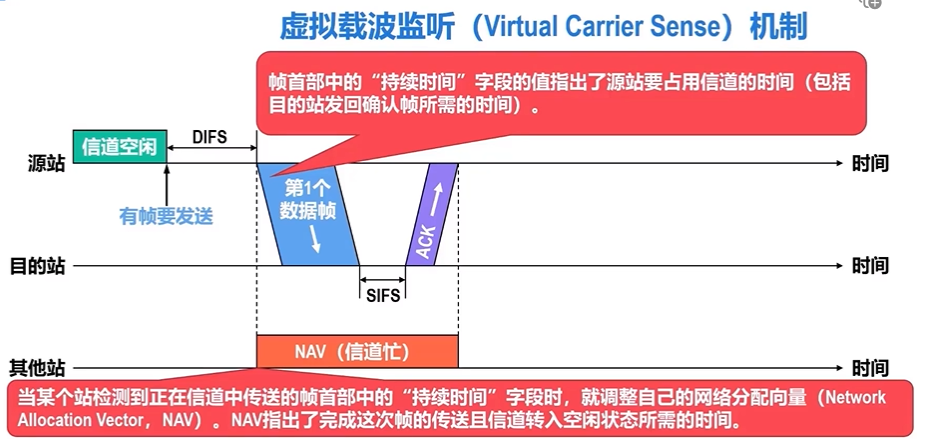 虚拟载波监听（Virtual Carrier Sense）机制
帧首部中的“持续时间”字段的值指出了源站要占用信道的时间（包括
目的站发回确认帧所需的时间）。
信道空闲
DIFS
源站
时间
有帧要发送
第1个
数据帧
ACK
目的站
时间
SIFS
NAV（信道忙）
其他站
时间
当某个站检测到正在信道中传送的帧首部中的“持续时间”字段时，就调整自己的网络分配向量（Network
Allocation Vector，NAV）。NAV指出了完成这次帧的传送且信道转入空闲状态所需的时间。